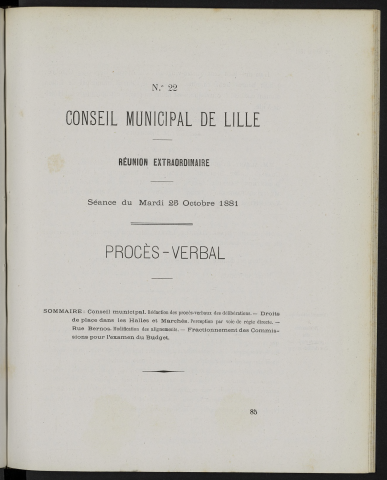 N.° 22
CONSEIL MUNICIPAL DE LILLE
RÉUNION EXTRAORDINAIRE
Séance du Mardi 25 Octobre 1881
PROCÈS-VERBAL
SOMMAIRE : Conseil municipal. Rédaction des procès-verbaux des délibérations. — Droits
de place dans les Halles et Marchés. Perception par voie de régie directe. —
Rue Bernos. Modification des alignements. — Fractionnement des Commis-
sions pour l'examen du Budget.
85